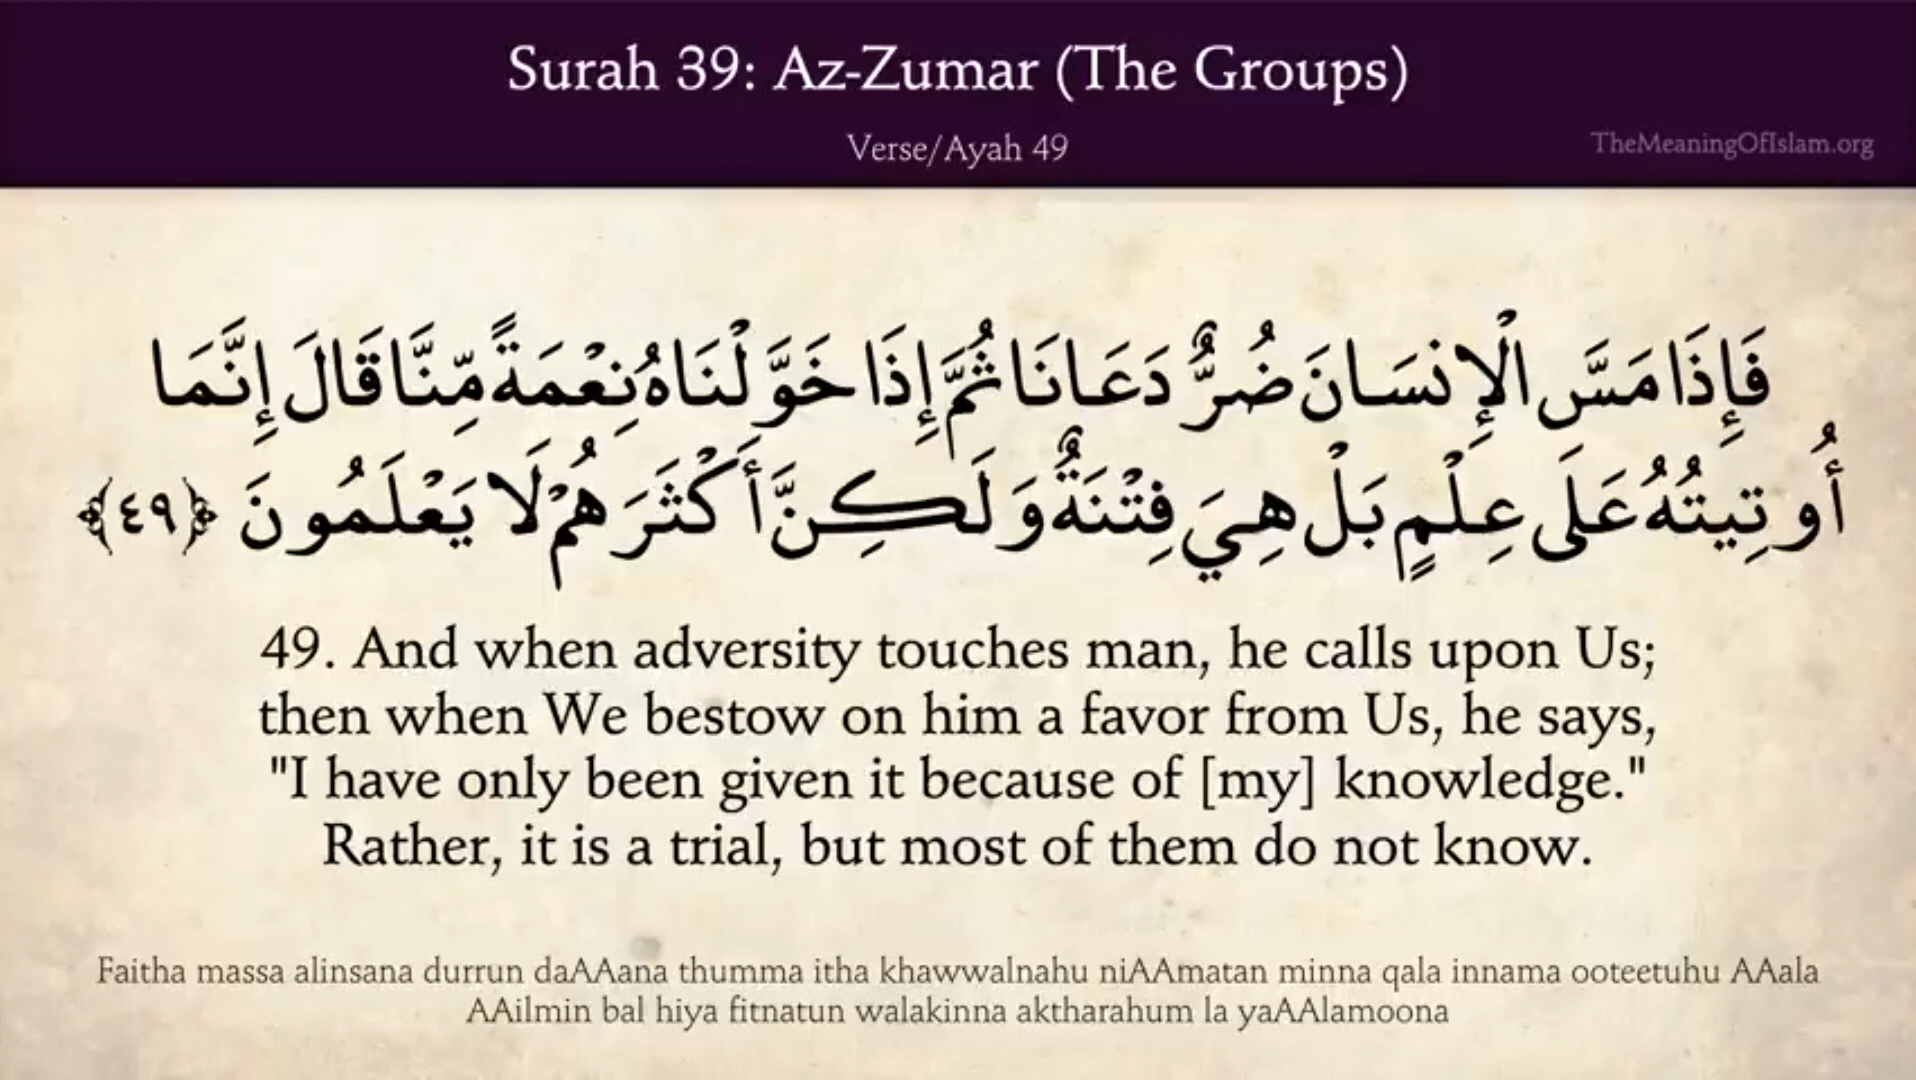 Surah 39: Az-Zumar (The Groups)
Verse/Ayah 49
TheMeaningOfIslam.org
فَإِذَا مَسَّ الْإِنسَانَ ضُرٌّ دَعَانَا ثُمَّ إِذَا خَوَّلْنَاهُ نِعْمَةً مِّنَّا قَالَ إِنَّمَا
أُوتِيتُهُ عَلَى عِلْمٍ بَلْ هِيَ فِتْنَةٌ وَلَكِنَّ أَكْثَرَهُمْ لَا يَعْلَمُونَ ﴿٤٩﴾
49. And when adversity touches man, he calls upon Us;
then when We bestow on him a favor from Us, he says,
"I have only been given it because of [my] knowledge."
Rather, it is a trial, but most of them do not know.
Faitha massa alinsana durrun daAAana thumma itha khawwalnahu niAAmatan minna qala innama ooteetuhu AAala
AAilmin bal hiya fitnatun walakinna aktharahum la yaAAlamoona